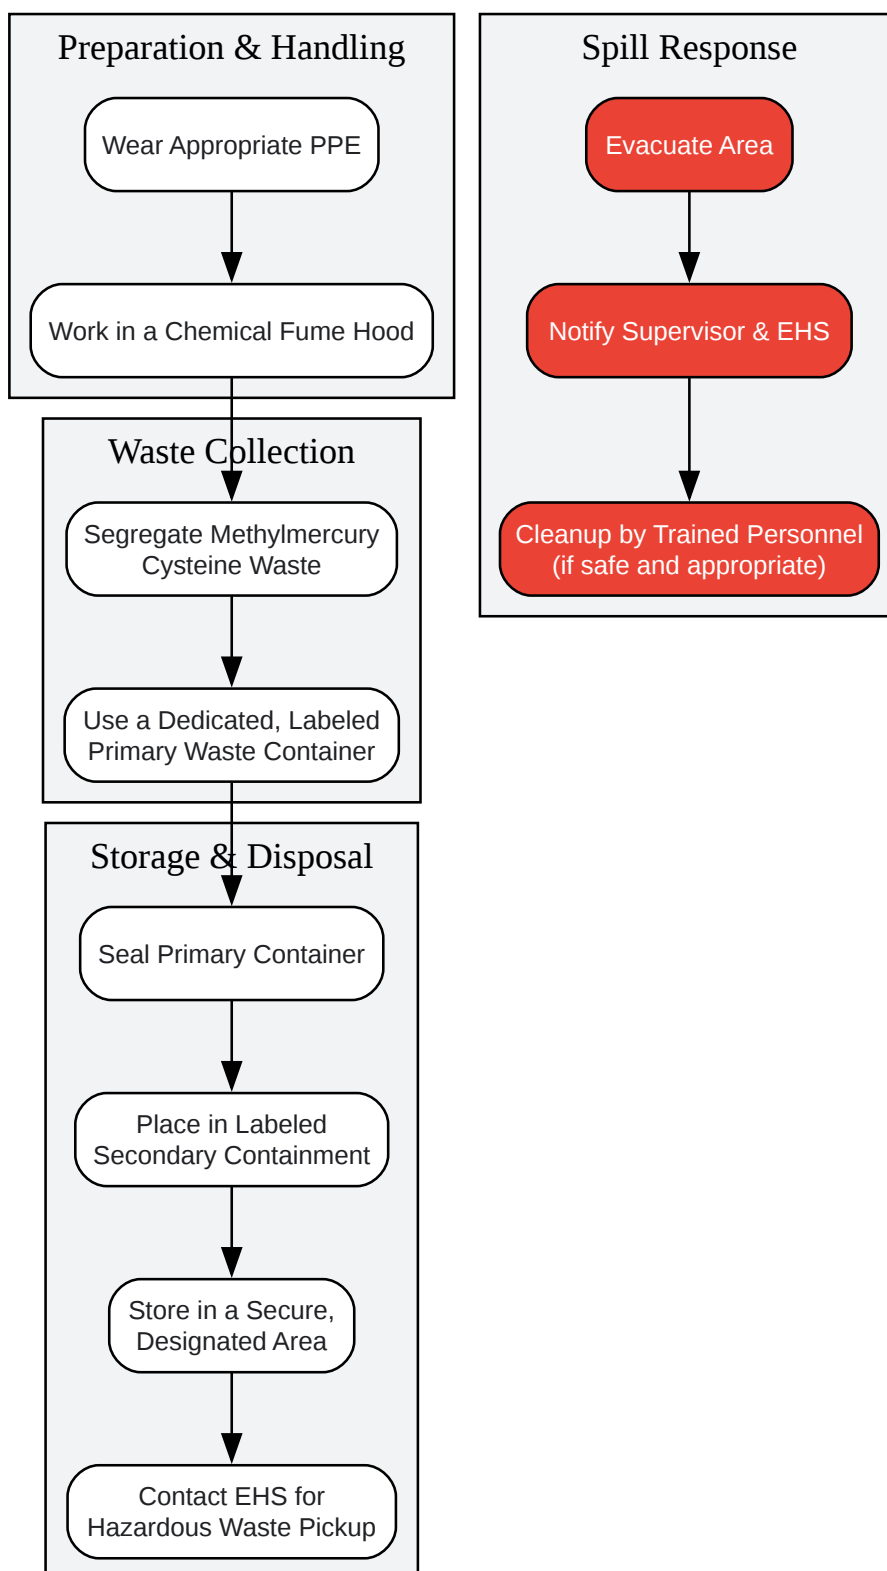 Preparation & Handling
Wear Appropriate PPE
Work in a Chemical Fume Hood
Waste Collection
Segregate Methylmercury
Cysteine Waste
Use a Dedicated, Labeled
Primary Waste Container
Storage & Disposal
Seal Primary Container
Place in Labeled
Secondary Containment
Store in a Secure,
Designated Area
Contact EHS for
Hazardous Waste Pickup
Spill Response
Evacuate Area
Notify Supervisor & EHS
Cleanup by Trained Personnel
(if safe and appropriate)